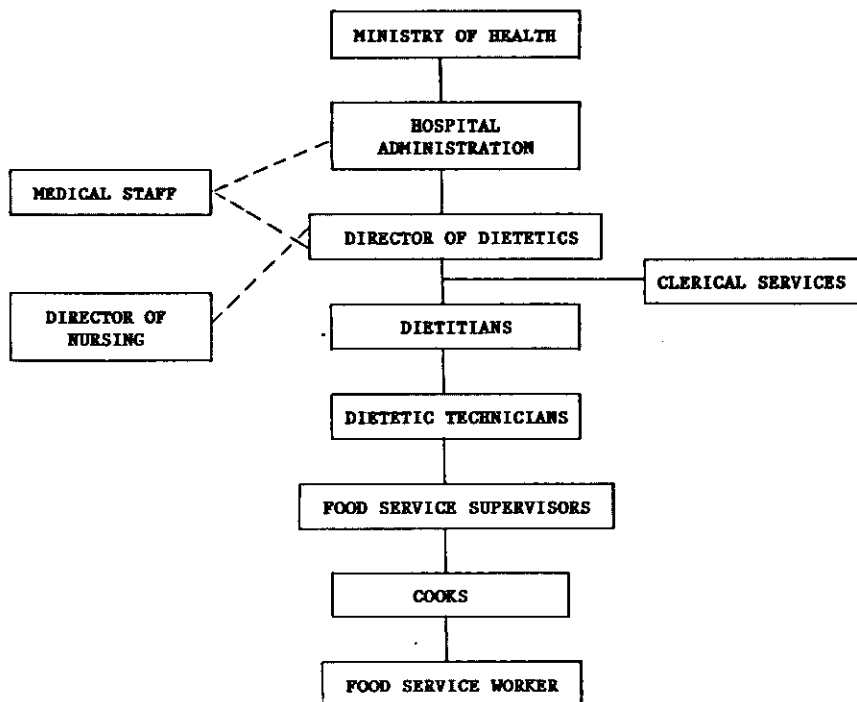 MINISTRY OF HEALTH
HOSPITAL
ADMINISTRATION
MEDICAL STAFF
DIRECTOR OF DIETETICS
CLERICAL SERVICES
DIRECTOR OF
NURSING
DIETITIANS
DIETETIC TECHNICIANS
FOOD SERVICE SUPERVISORS
COOKS
FOOD SERVICE WORKER